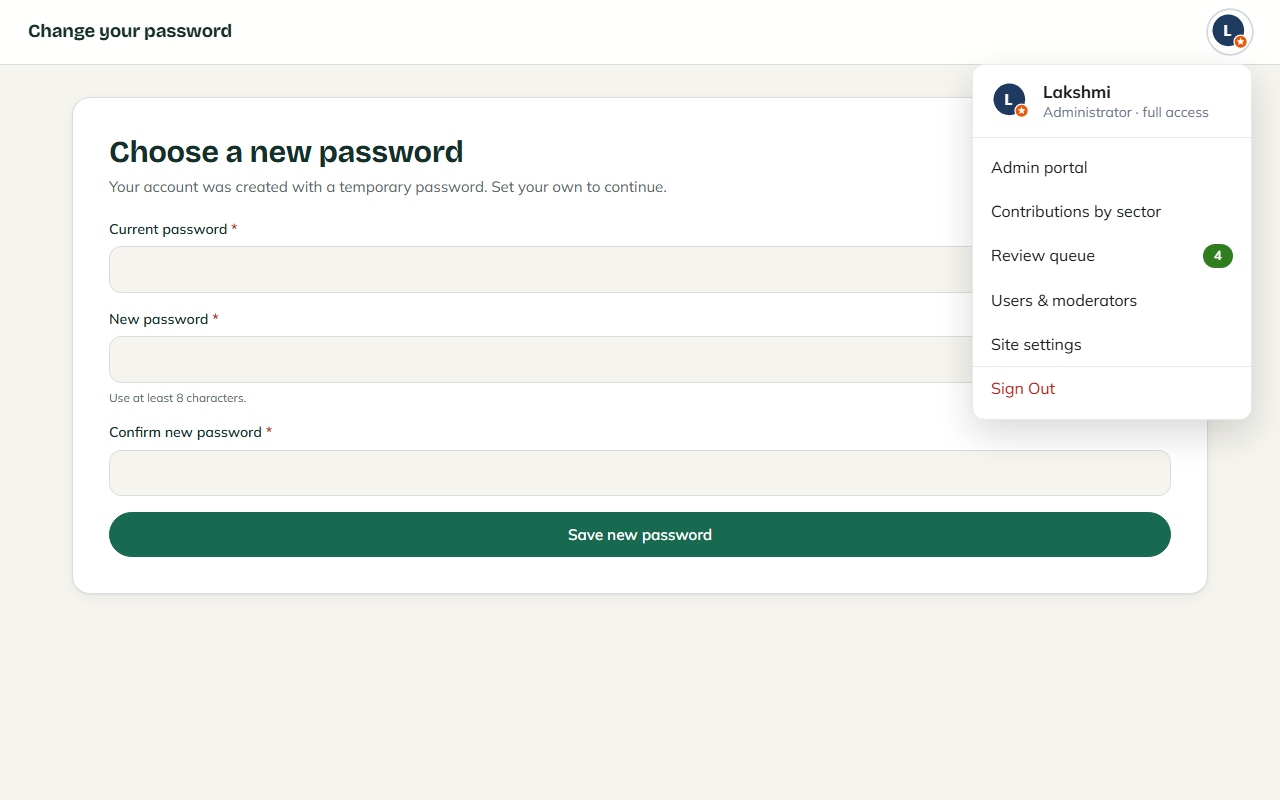 Change your password
L
L
Lakshmi
Administrator · full access
Admin portal
Contributions by sector
Review queue
4
Users & moderators
Site settings
Sign Out
Choose a new password
Your account was created with a temporary password. Set your own to continue.
Current password *
New password *
Use at least 8 characters.
Confirm new password *
Save new password